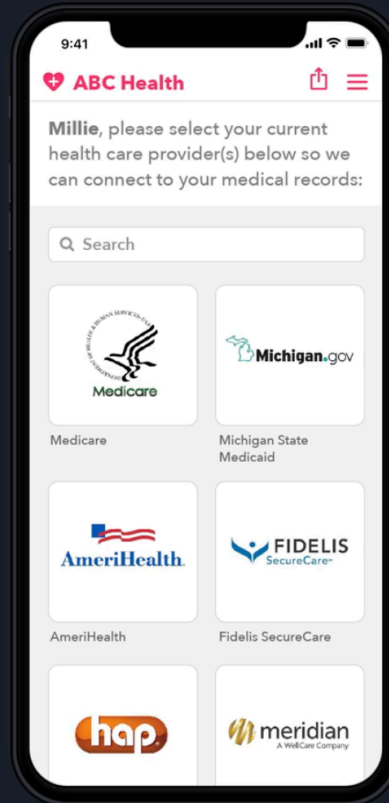 9:41
ABC Health
Millie, please select your current
health care provider(s) below so we
can connect to your medical records:
Search
Medicare
Michigan.gov
Medicare
Michigan State
Medicaid
AmeriHealth.
FIDELIS
SecureCare
AmeriHealth
Fidelis SecureCare
hap.
meridian
A WellCare Company